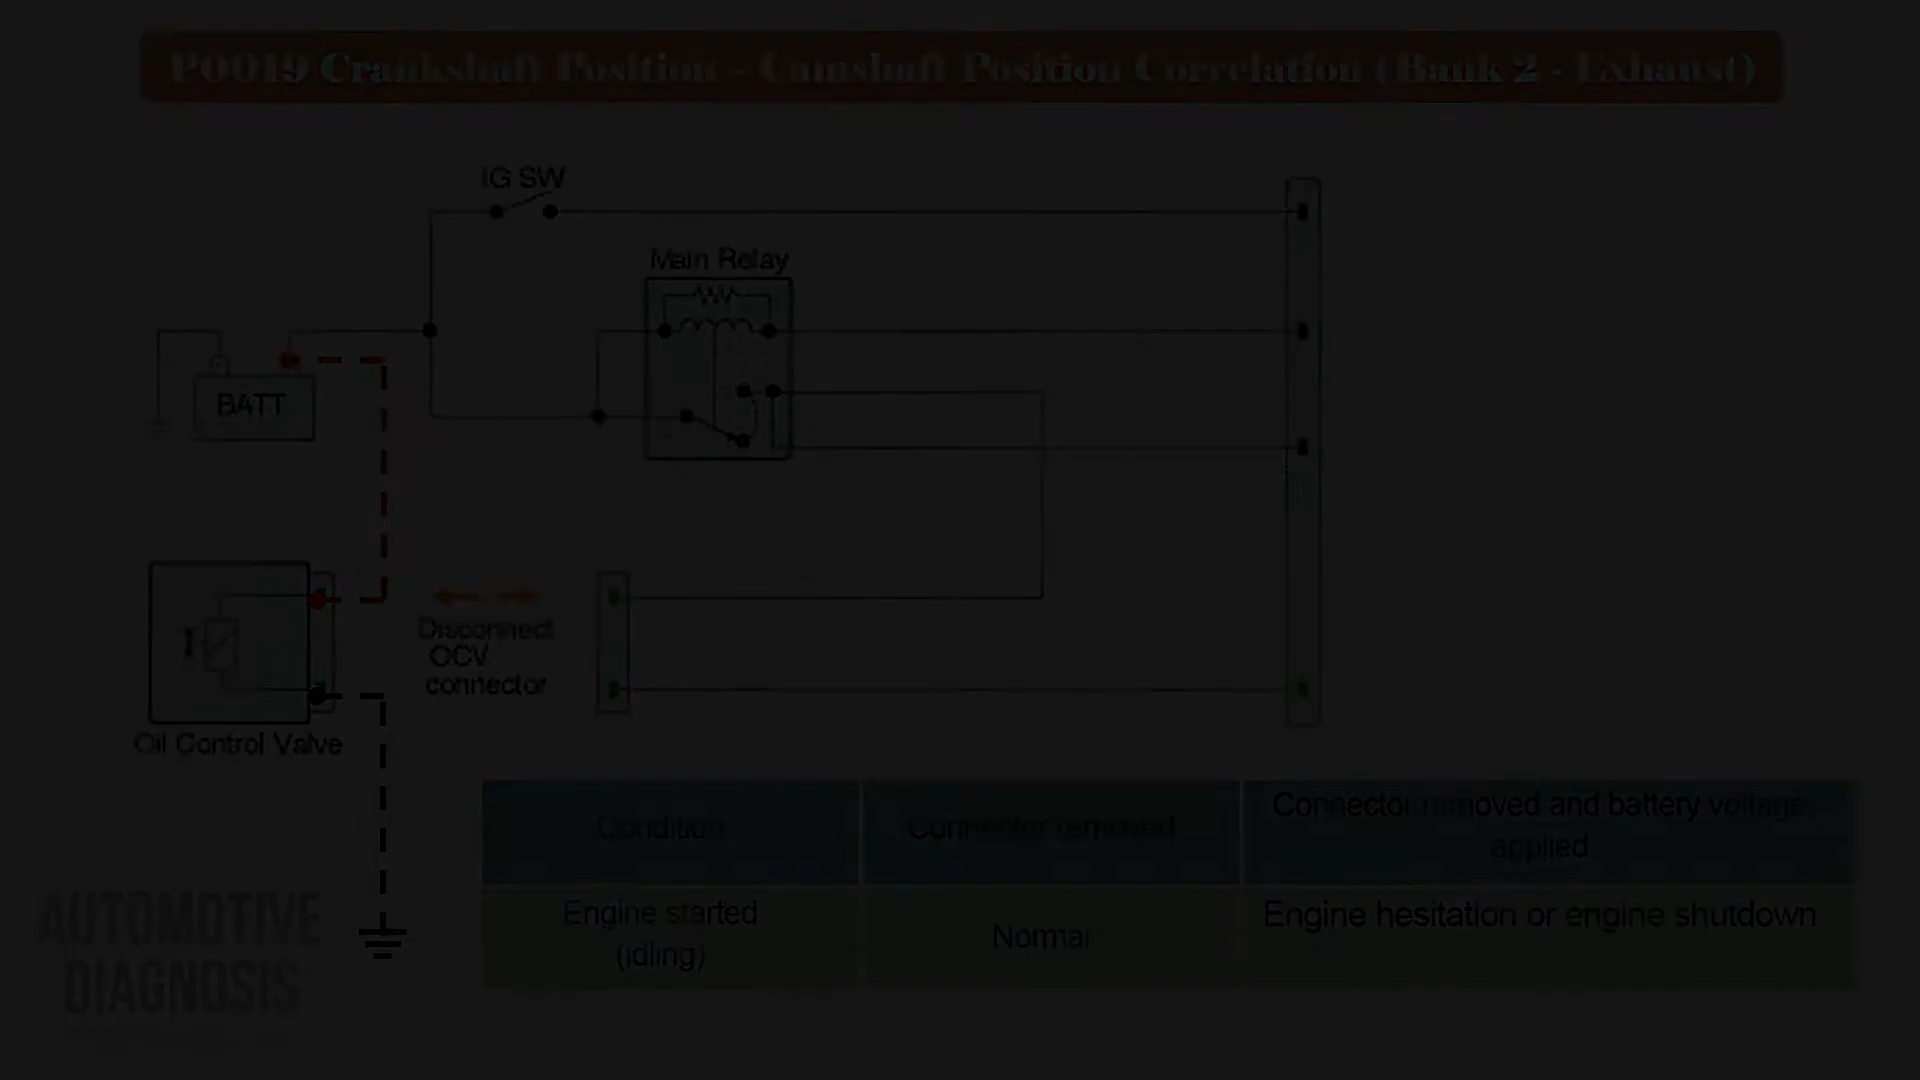 P0019 Crankshaft Position - Camshaft Position Correlation (Bank 2 - Exhaust)
IG SW
Main Relay
BATT
Disconnect
OCV
connector
Oil Control Valve
Condition
Connector removed
Connector removed and battery voltage
applied
Engine started
(idling)
Normal
Engine hesitation or engine shutdown
AUTOMOTIVE
DIAGNOSIS